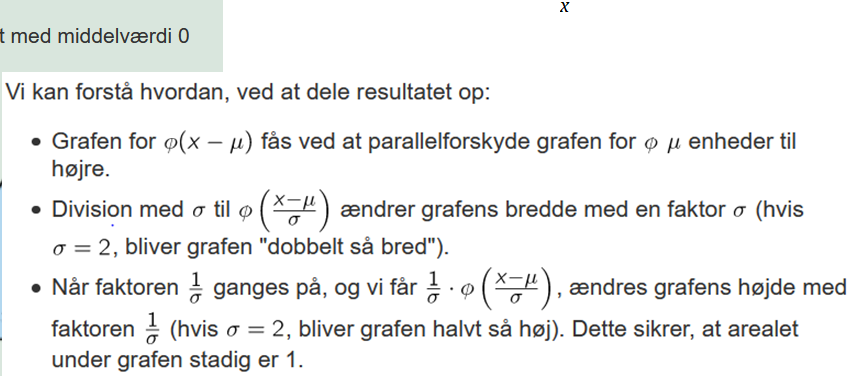 x
t med middelværdi 0
Vi kan forstå hvordan, ved at dele resultatet op:
• Grafen for φ(x − μ) fås ved at parallelforskyde grafen for φ μ enheder til
højre.
• Division med σ til φ((x−μ)/σ) ændrer grafens bredde med en faktor σ (hvis
σ = 2, bliver grafen "dobbelt så bred").
• Når faktoren 1/σ ganges på, og vi får 1/σ · φ((x−μ)/σ), ændres grafens højde med
faktoren 1/σ (hvis σ = 2, bliver grafen halvt så høj). Dette sikrer, at arealet
under grafen stadig er 1.